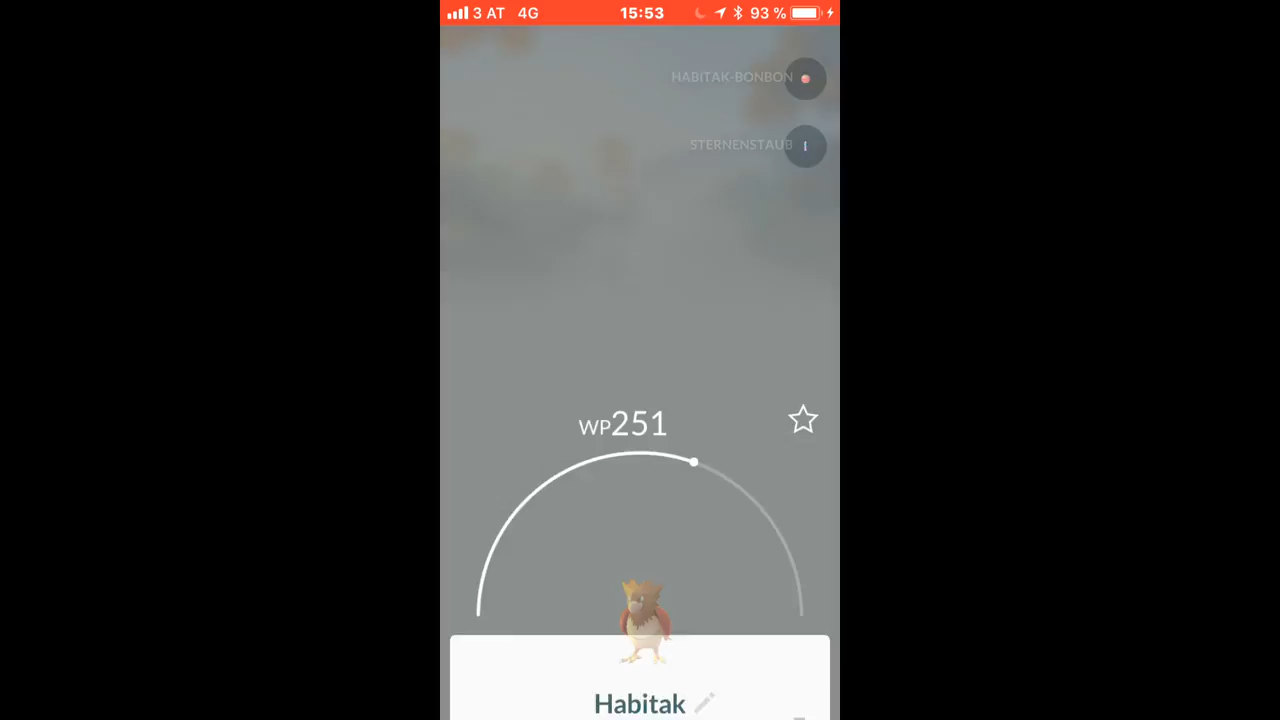 3 AT 4G 15:53 93 %
HABITAK-BONBON
STERNENSTAUB
WP251
Habitak